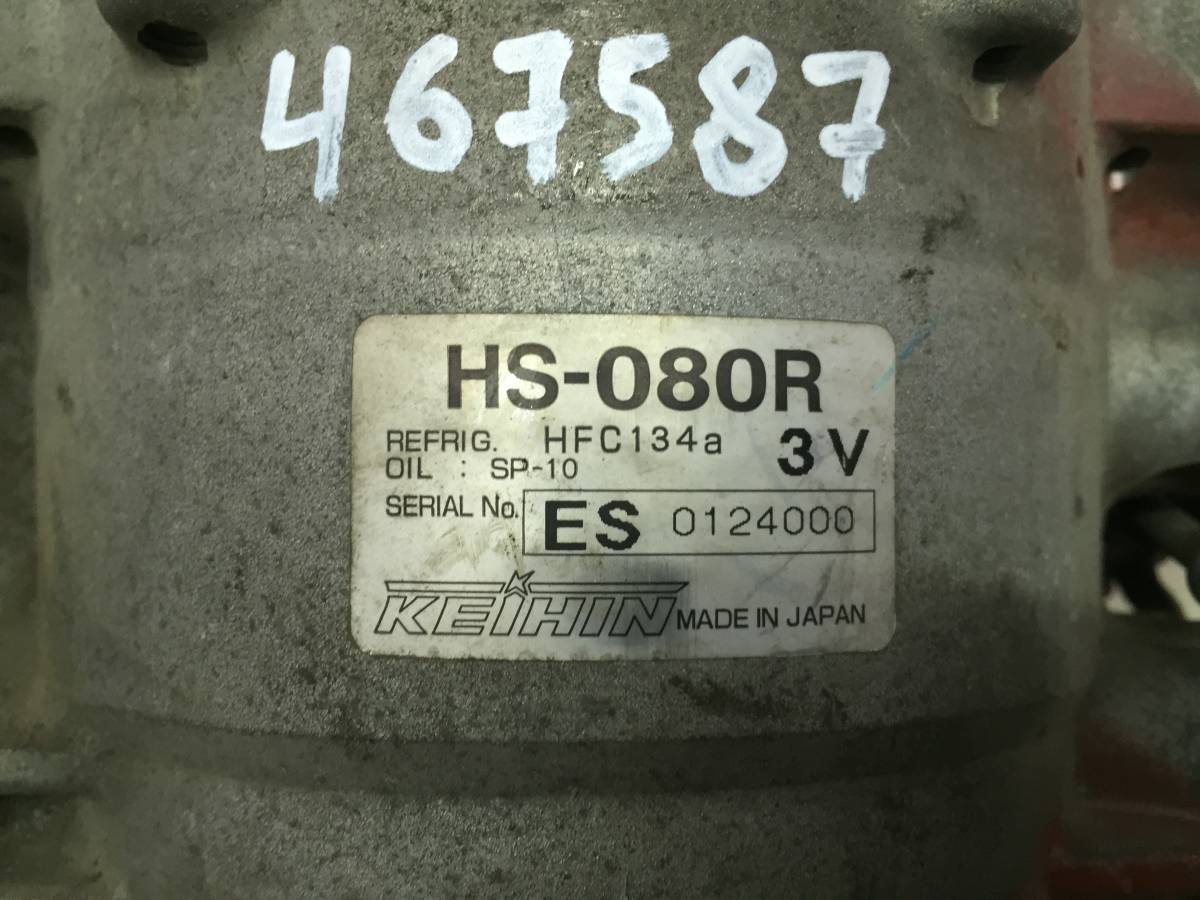 467587
HS-080R
REFRIG. HFC134a 3V
OIL : SP-10
SERIAL No. ES 0124000
KEIHIN MADE IN JAPAN